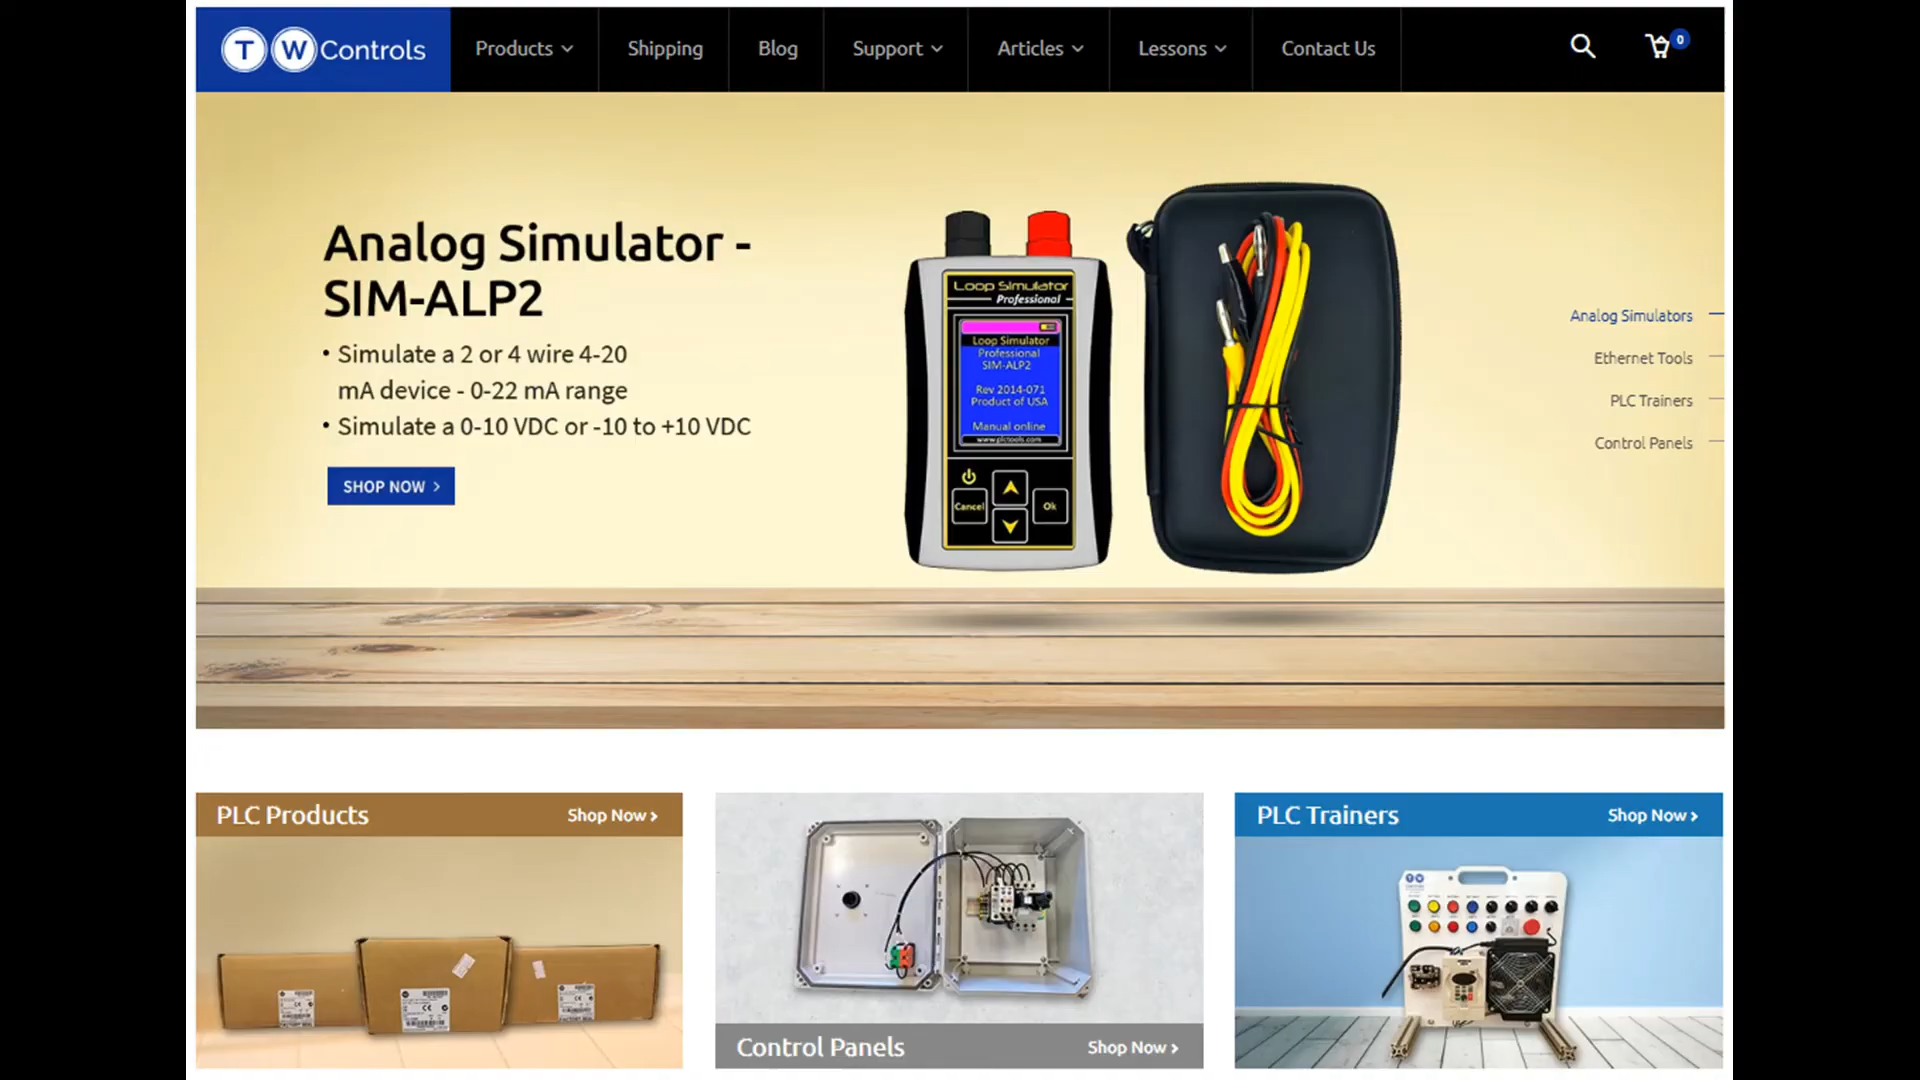 TW Controls
Products
Shipping
Blog
Support
Articles
Lessons
Contact Us
0
Analog Simulator -
SIM-ALP2
• Simulate a 2 or 4 wire 4-20
mA device - 0-22 mA range
• Simulate a 0-10 VDC or -10 to +10 VDC
SHOP NOW >
Loop Simulator
Professional
Loop Simulator
Professional
SIM-ALP2
Rev 2014-071
Product of USA
Manual online
www.plctools.com
Cancel
Ok
Analog Simulators
Ethernet Tools
PLC Trainers
Control Panels
PLC Products
Shop Now >
Control Panels
Shop Now >
PLC Trainers
Shop Now >
T W
CE
CE
CE